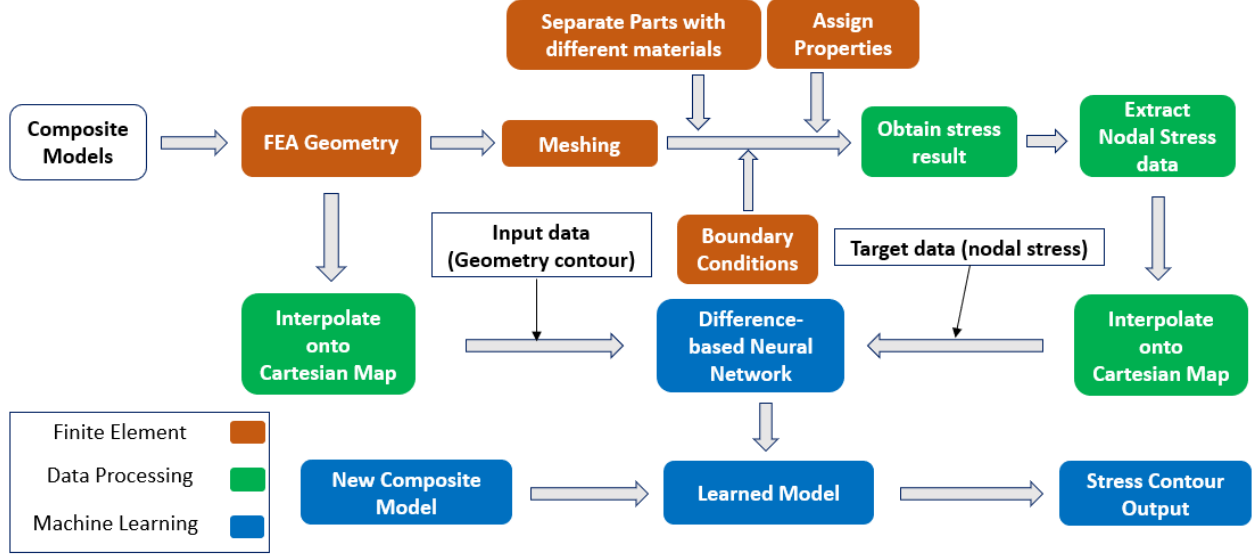 Separate Parts with
different materials
Assign
Properties
Composite
Models
FEA Geometry
Meshing
Obtain stress
result
Extract
Nodal Stress
data
Input data
(Geometry contour)
Boundary
Conditions
Target data (nodal stress)
Interpolate
onto
Cartesian Map
Difference-
based Neural
Network
Interpolate
onto
Cartesian Map
Finite Element
Data Processing
Machine Learning
New Composite
Model
Learned Model
Stress Contour
Output